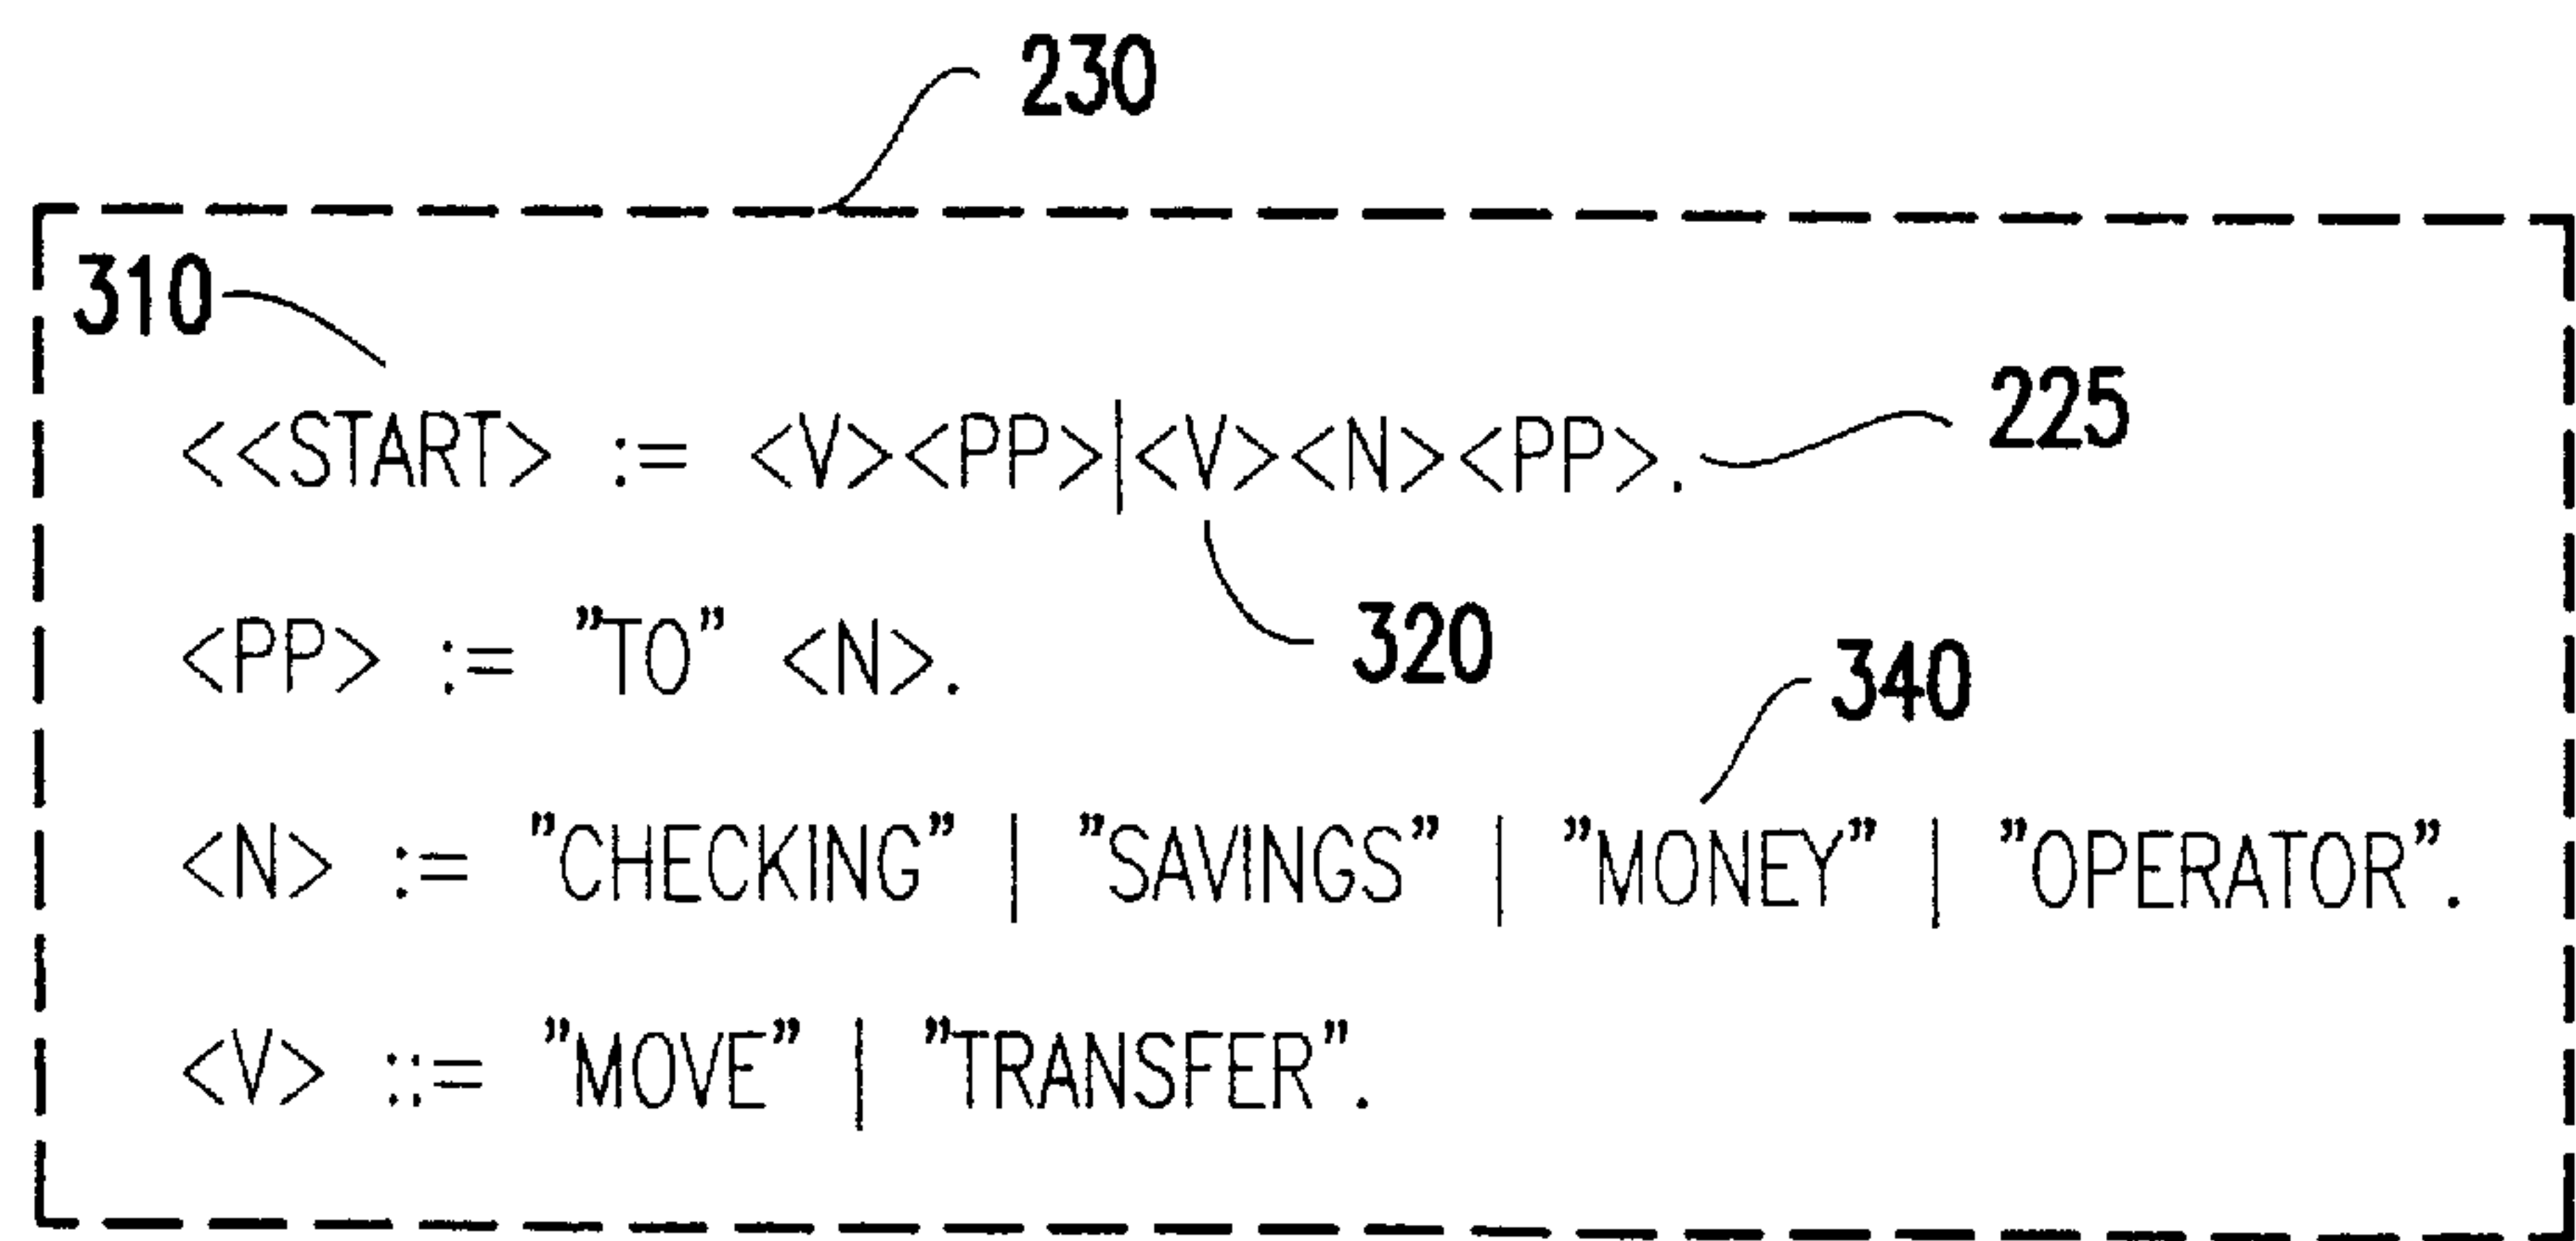 230
310
<<START> := <V><PP>|<V><N><PP>. 225
320
<PP> := "TO" <N>.
340
<N> := "CHECKING" | "SAVINGS" | "MONEY" | "OPERATOR".
<V> ::= "MOVE" | "TRANSFER".